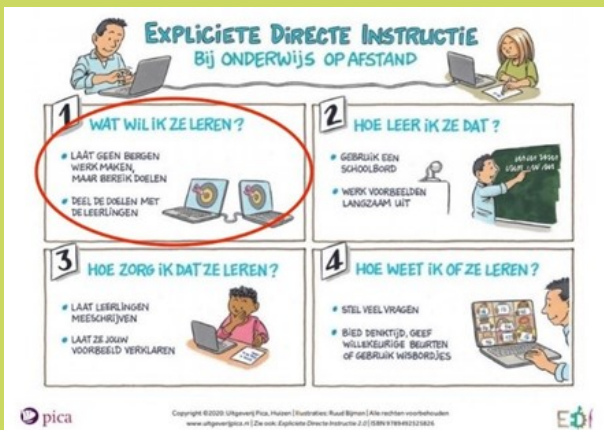 EXPLICIETE DIRECTE INSTRUCTIE
Bij ONDERWIJS OP AFSTAND
1 WAT WIL IK ZE LEREN?
• LAAT GEEN BERGEN
WERK MAKEN,
MAAR BEREIK DOELEN
• DEEL DE DOELEN MET
DE LEERLINGEN
2 HOE LEER IK ZE DAT?
• GEBRUIK EEN
SCHOOLBORD
• WERK VOORBEELDEN
LANGZAAM UIT
3 HOE ZORG IK DAT ZE LEREN?
• LAAT LEERLINGEN
MEESCHRIJVEN
• LAAT ZE JOUW
VOORBEELD VERKLAREN
4 HOE WEET IK OF ZE LEREN?
• STEL VEEL VRAGEN
• BIED DENKTIJD, GEEF
WILLEKEURIGE BEURTEN
OF GEBRUIK WISBORDJES
pica
Copyright ©2020: Uitgeverij Pica, Huizen | Illustraties: Ruud Bijman | Alle rechten voorbehouden
www.uitgeverijpica.nl | Zie ook: Expliciete Directe Instructie 2.0 | ISBN 9789492525826
EDI